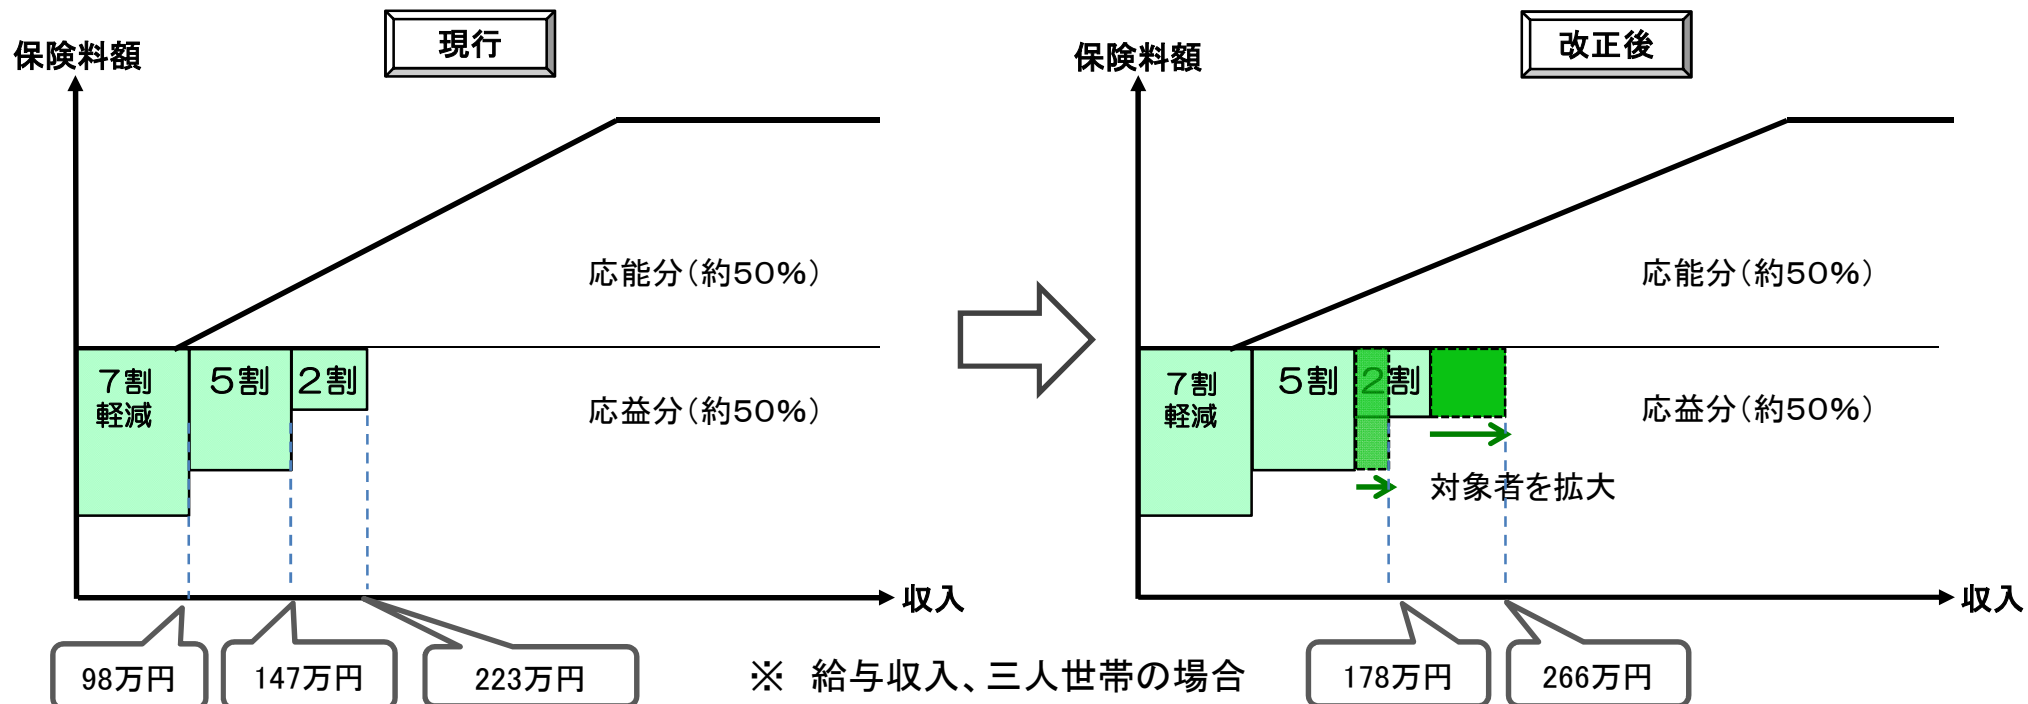 現行
保険料額
応能分（約50%）
7割
軽減
5割
2割
応益分（約50%）
収入
98万円
147万円
223万円
改正後
保険料額
応能分（約50%）
7割
軽減
5割
2割
応益分（約50%）
対象者を拡大
収入
178万円
266万円
※　給与収入、三人世帯の場合